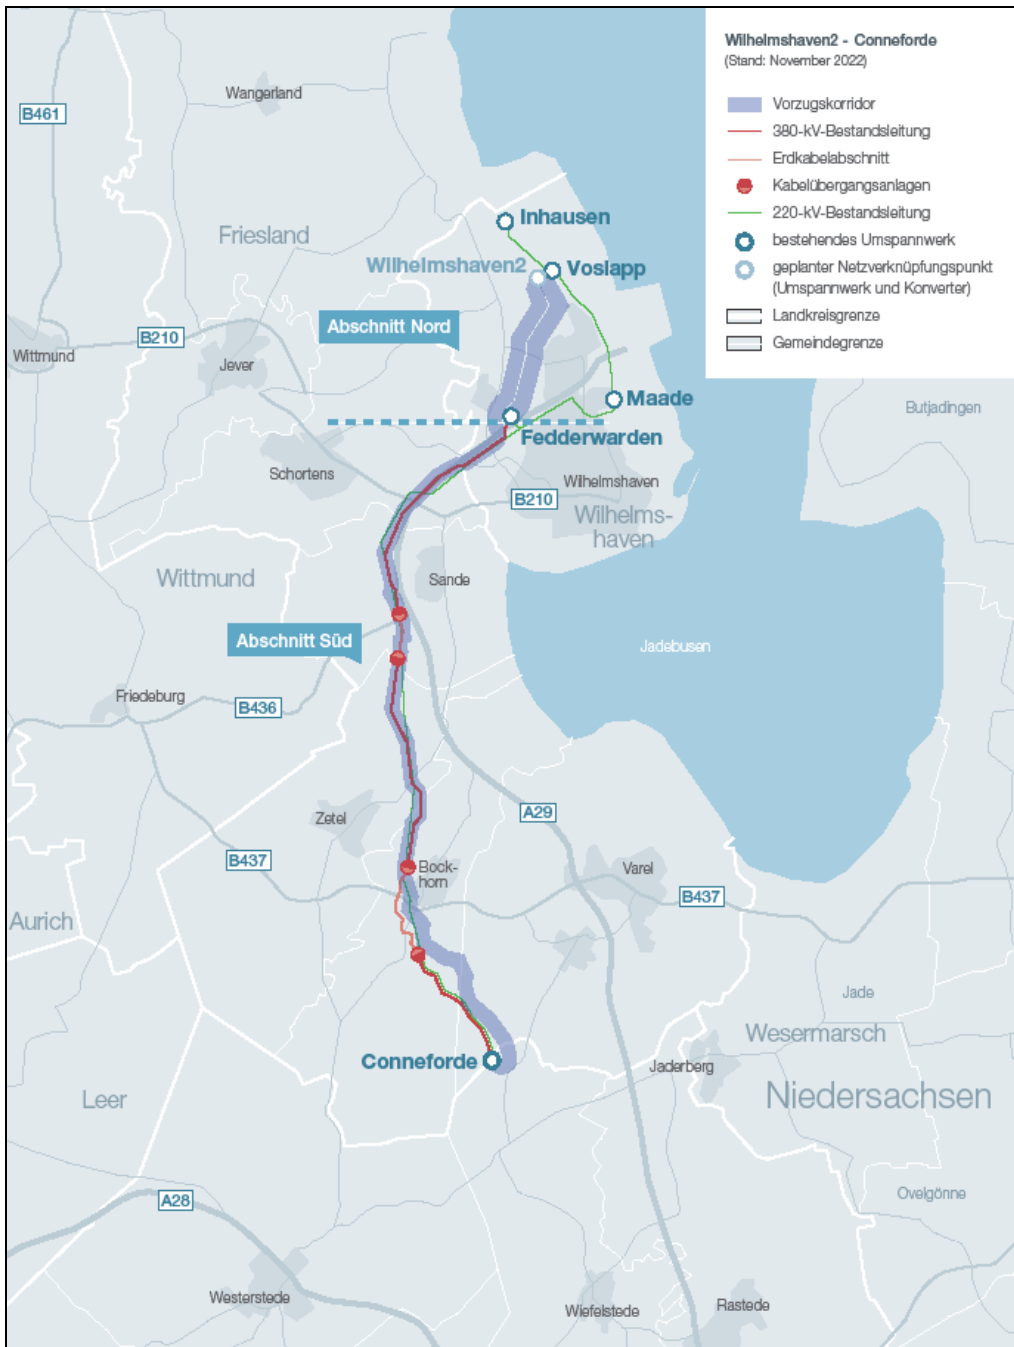 Wilhelmshaven2 - Conneforde
(Stand: November 2022)
Vorzugskorridor
380-kV-Bestandsleitung
Erdkabelabschnitt
Kabelübergangsanlagen
220-kV-Bestandsleitung
bestehendes Umspannwerk
geplanter Netzverknüpfungspunkt
(Umspannwerk und Konverter)
Landkreisgrenze
Gemeindegrenze
Wangerland
B461
Inhausen
Friesland
Wilhelmshaven2
Voslapp
Abschnitt Nord
B210
Wittmund
Jever
Maade
Butjadingen
Fedderwarden
Schortens
Wilhelmshaven
B210
Wilhelms-
haven
Wittmund
Sande
Abschnitt Süd
Jadebusen
Friedeburg
B436
A29
Zetel
B437
Bock-
horn
Varel
B437
Aurich
Jade
Wesermarsch
Conneforde
Jaderberg
Leer
Niedersachsen
A28
Ovelgönne
Westerstede
Wiefelstede
Rastede